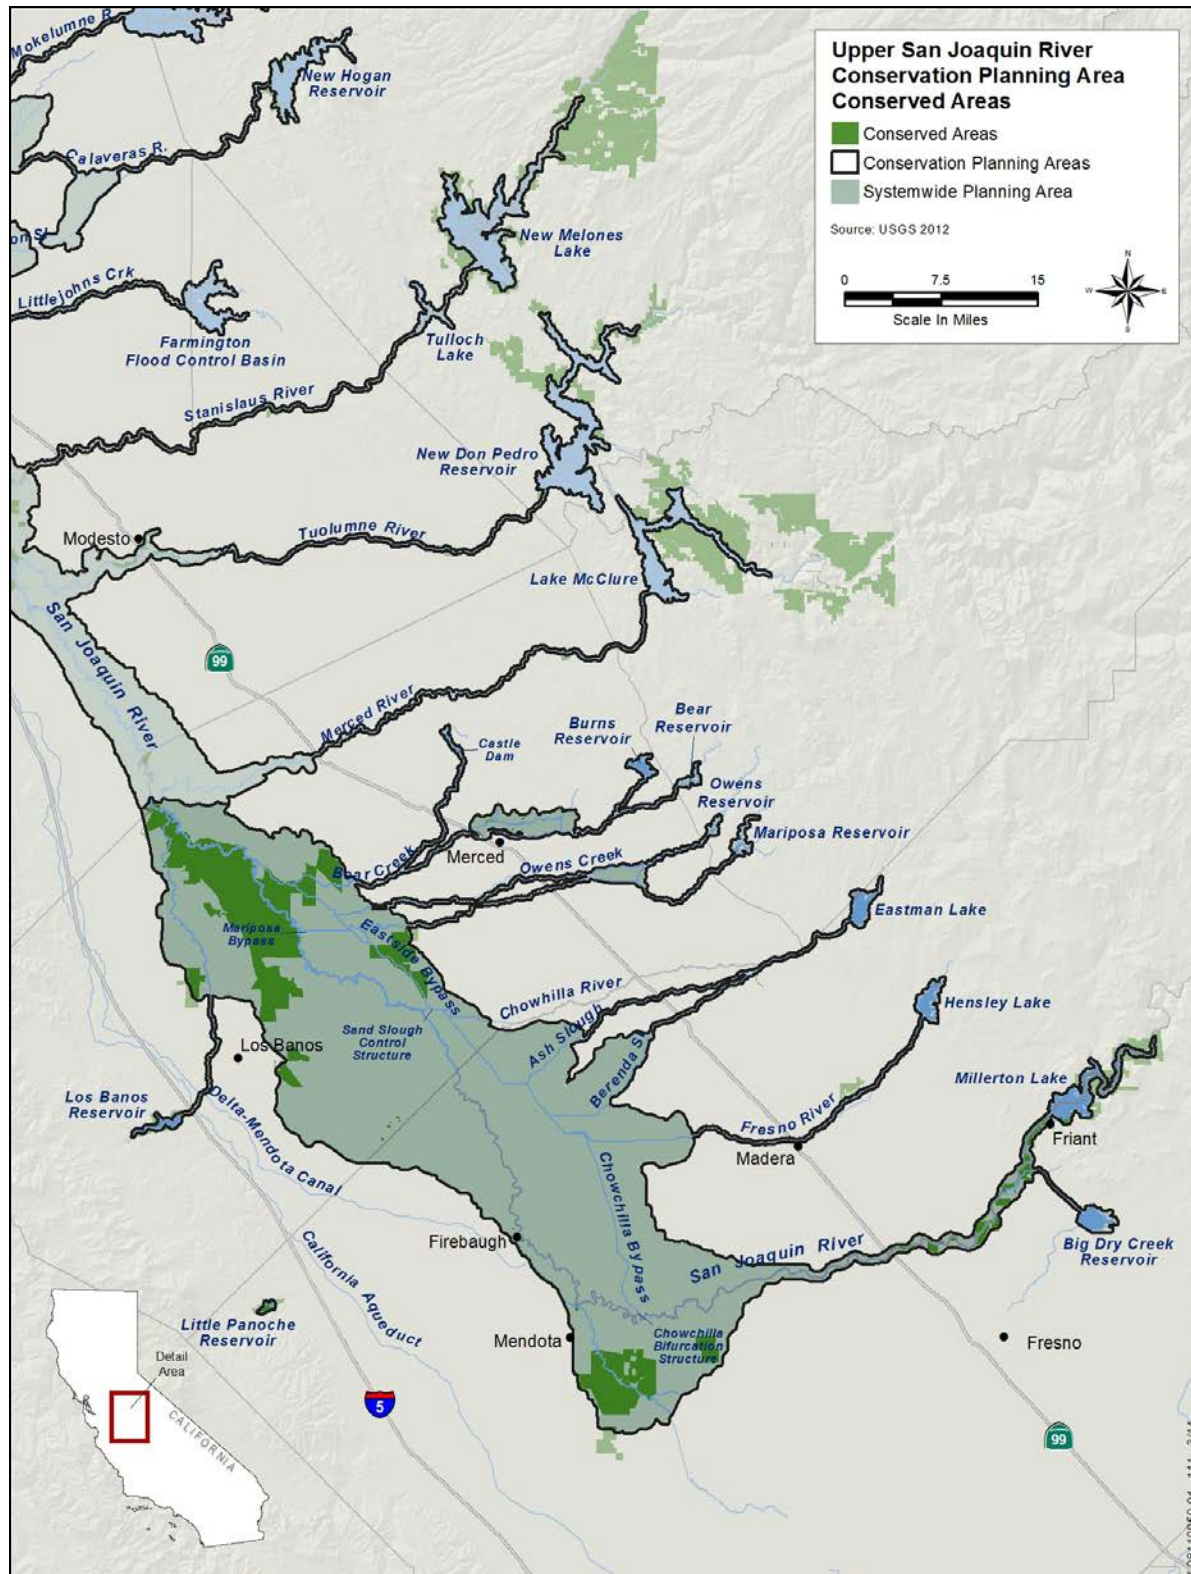 Upper San Joaquin River
Conservation Planning Area
Conserved Areas
Conserved Areas
Conservation Planning Areas
Systemwide Planning Area
Source: USGS 2012
0 7.5 15
Scale In Miles
N
W E
S
Mokelumne R.
New Hogan
Reservoir
Calaveras R.
New Melones
Lake
Littlejohns Crk
Farmington
Flood Control Basin
Tulloch
Lake
Stanislaus River
New Don Pedro
Reservoir
Modesto
Tuolumne River
Lake McClure
San Joaquin River
99
Merced River
Castle
Dam
Burns
Reservoir
Bear
Reservoir
Owens
Reservoir
Mariposa Reservoir
Merced
Bear Creek
Owens Creek
Eastman Lake
Mariposa
Bypass
Eastside Bypass
Chowhilla River
Hensley Lake
Sand Slough
Control
Structure
Ash Slough
Berenda Sl
Los Banos
Los Banos
Reservoir
Millerton Lake
Delta-Mendota Canal
Fresno River
Friant
Madera
Chowchilla Bypass
Firebaugh
San Joaquin River
Big Dry Creek
Reservoir
California Aqueduct
Little Panoche
Reservoir
Mendota
Chowchilla
Bifurcation
Structure
Fresno
Detail
Area
CALIFORNIA
5
99